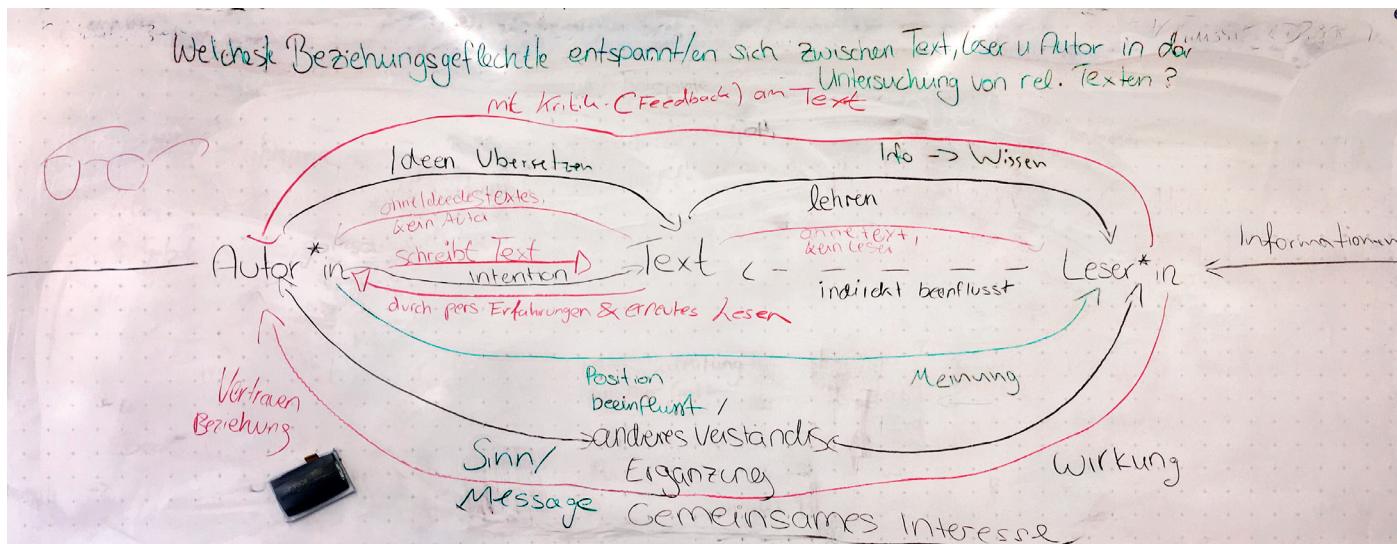 Welches/e Beziehungsgeflecht/e entspannt/en sich zwischen Text, Leser u Autor in der
Untersuchung von rel. Texten?
mit Kritik (Feedback) am Text
Ideen Übersetzen
Info -> Wissen
lehren
ohne Idee des Textes,
kein Autor
ohne Text,
kein Leser
schreibt Text
Autor*in
Text
Leser*in
Intention
indirekt beeinflusst
durch pers. Erfahrungen & erneutes Lesen
Position
beeinflusst /
Meinung
Vertrauen
Beziehung
anderes Verständis
Ergänzung
Sinn/
Message
Wirkung
Gemeinsames Interesse